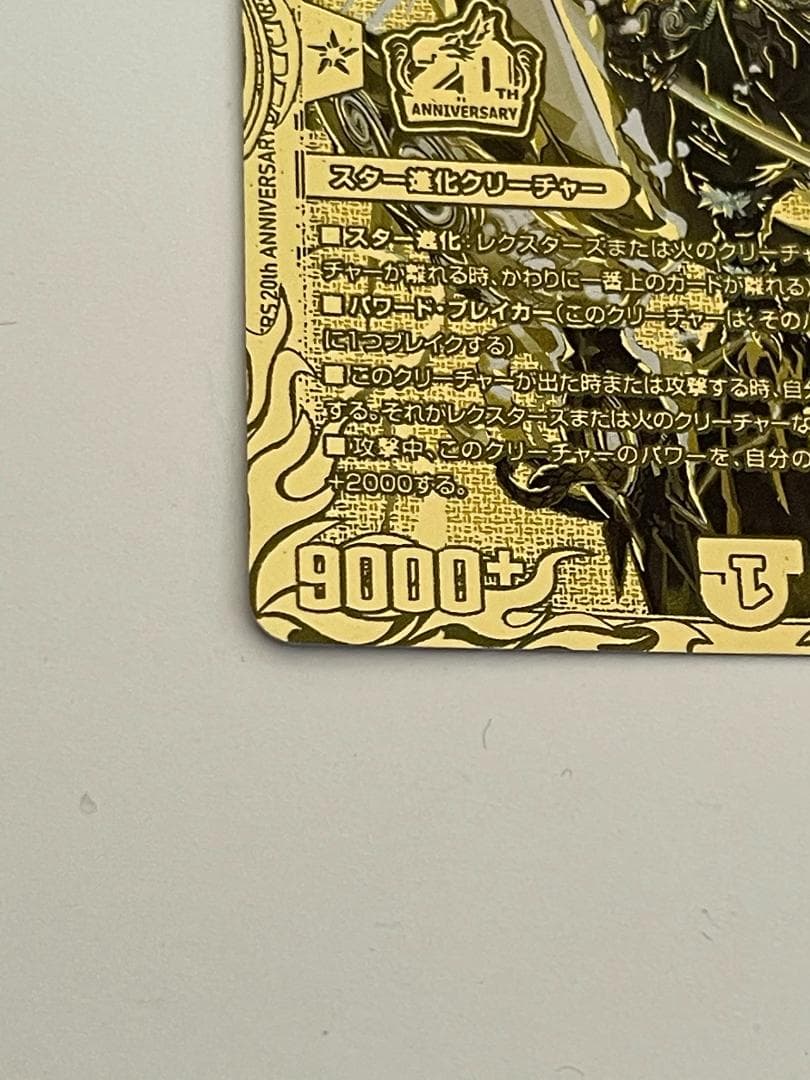 20TH
ANNIVERSARY
スター進化クリーチャー
■スター進化:レクスターズまたは火のクリーチャ
チャーが離れる時、かわりに一番上のカードが離れる)
■パワード・ブレイカー(このクリーチャーは、そのパ
に1つブレイクする)
■このクリーチャーが出た時または攻撃する時、自分
する。それがレクスターズまたは火のクリーチャーな
■攻撃中、このクリーチャーのパワーを、自分の
+2000する。
9000+
1
RS 20th ANNIVERSARY